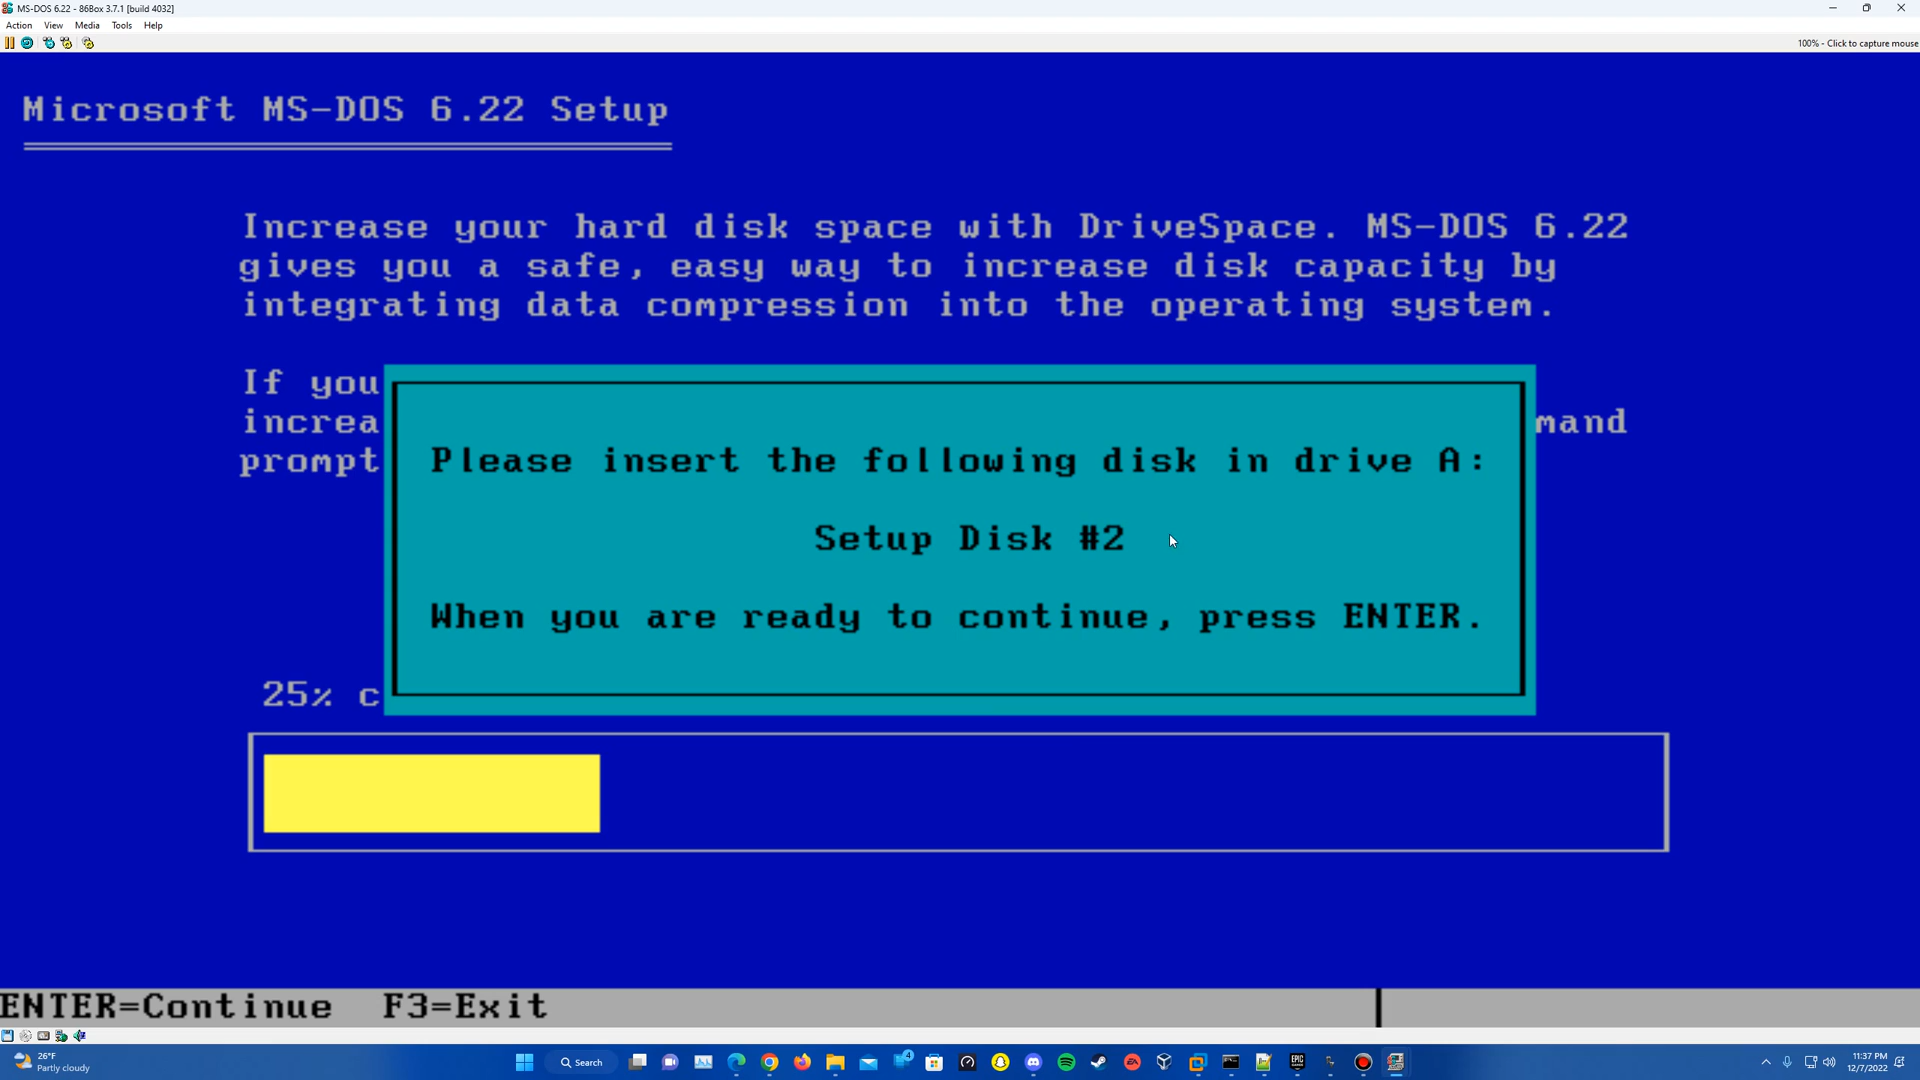 MS-DOS 6.22 - 86Box 3.7.1 [build 4032]
Action View Media Tools Help
100% - Click to capture mouse
Microsoft MS-DOS 6.22 Setup
Increase your hard disk space with DriveSpace. MS-DOS 6.22
gives you a safe, easy way to increase disk capacity by
integrating data compression into the operating system.
If you
increa mand
prompt
Please insert the following disk in drive A:
Setup Disk #2
When you are ready to continue, press ENTER.
25% c
ENTER=Continue F3=Exit
26°F
Partly cloudy
Search
4
EA
EPIC
11:37 PM
12/7/2022